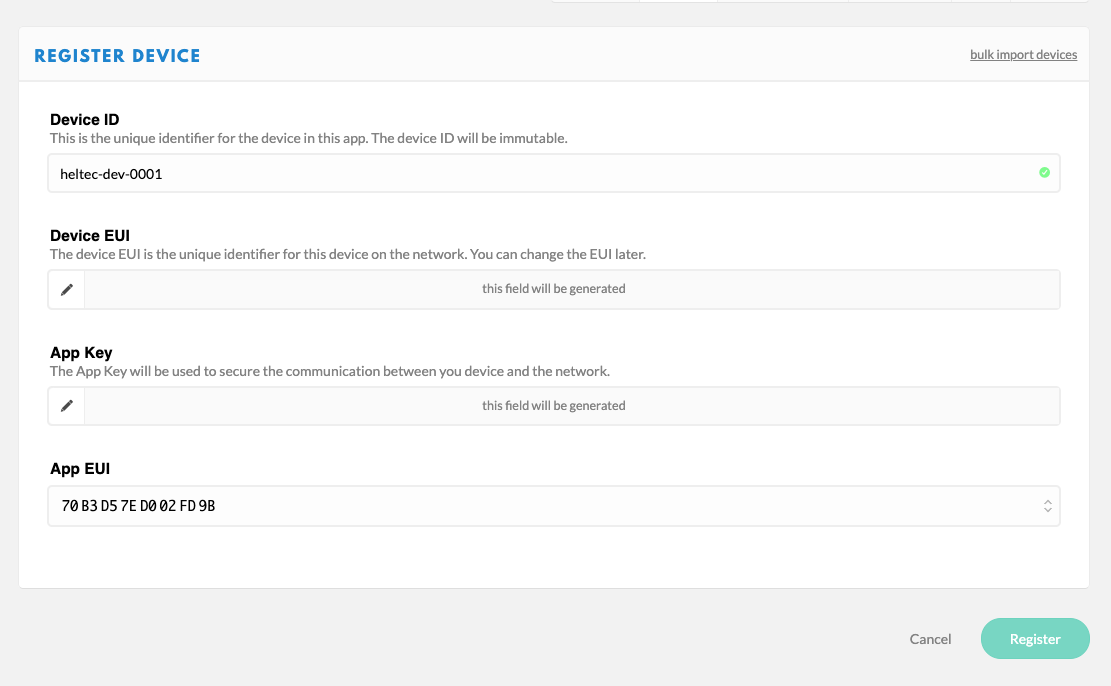 REGISTER DEVICE
bulk import devices
Device ID
This is the unique identifier for the device in this app. The device ID will be immutable.
heltec-dev-0001
Device EUI
The device EUI is the unique identifier for this device on the network. You can change the EUI later.
this field will be generated
App Key
The App Key will be used to secure the communication between you device and the network.
this field will be generated
App EUI
70 B3 D5 7E D0 02 FD 9B
Cancel
Register